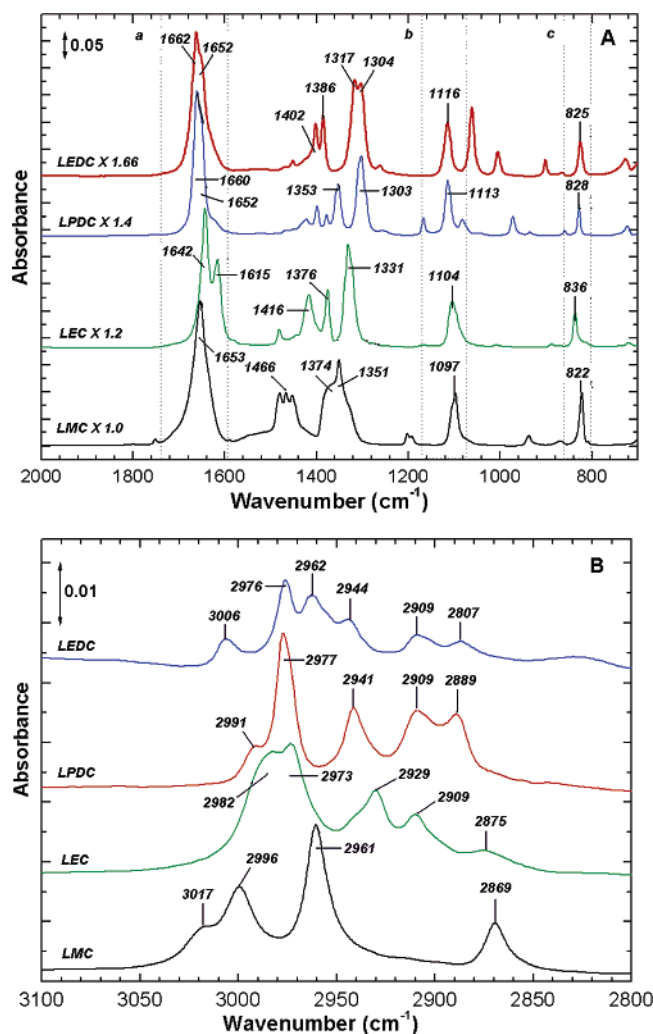 0.05
a
b
c
A
1662
1652
1386
1317
1304
1402
1116
825
LEDC X 1.66
1660
1652
1353
1303
1113
828
LPDC X 1.4
1642
1615
1376
1416
1331
1104
836
LEC X 1.2
1653
1466
1374
1351
1097
822
LMC X 1.0
Absorbance
2000 1800 1600 1400 1200 1000 800
Wavenumber (cm-1)
0.01
B
2976
2962
2944
3006
2909
2807
LEDC
2977
2991
2941
2909
2889
LPDC
2982
2973
2929
2909
2875
LEC
3017
2996
2961
2869
LMC
Absorbance
3100 3050 3000 2950 2900 2850 2800
Wavenumber cm-1